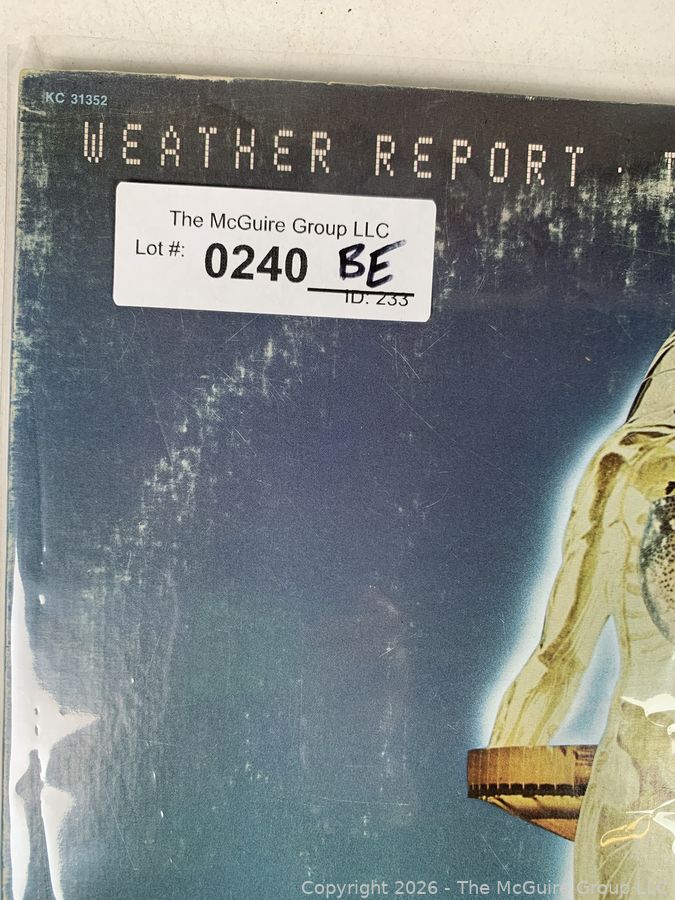 KC 31352
WEATHER REPORT · T
The McGuire Group LLC
Lot #: 0240 BE
ID: 233
Copyright 2026 - The McGuire Group LLC